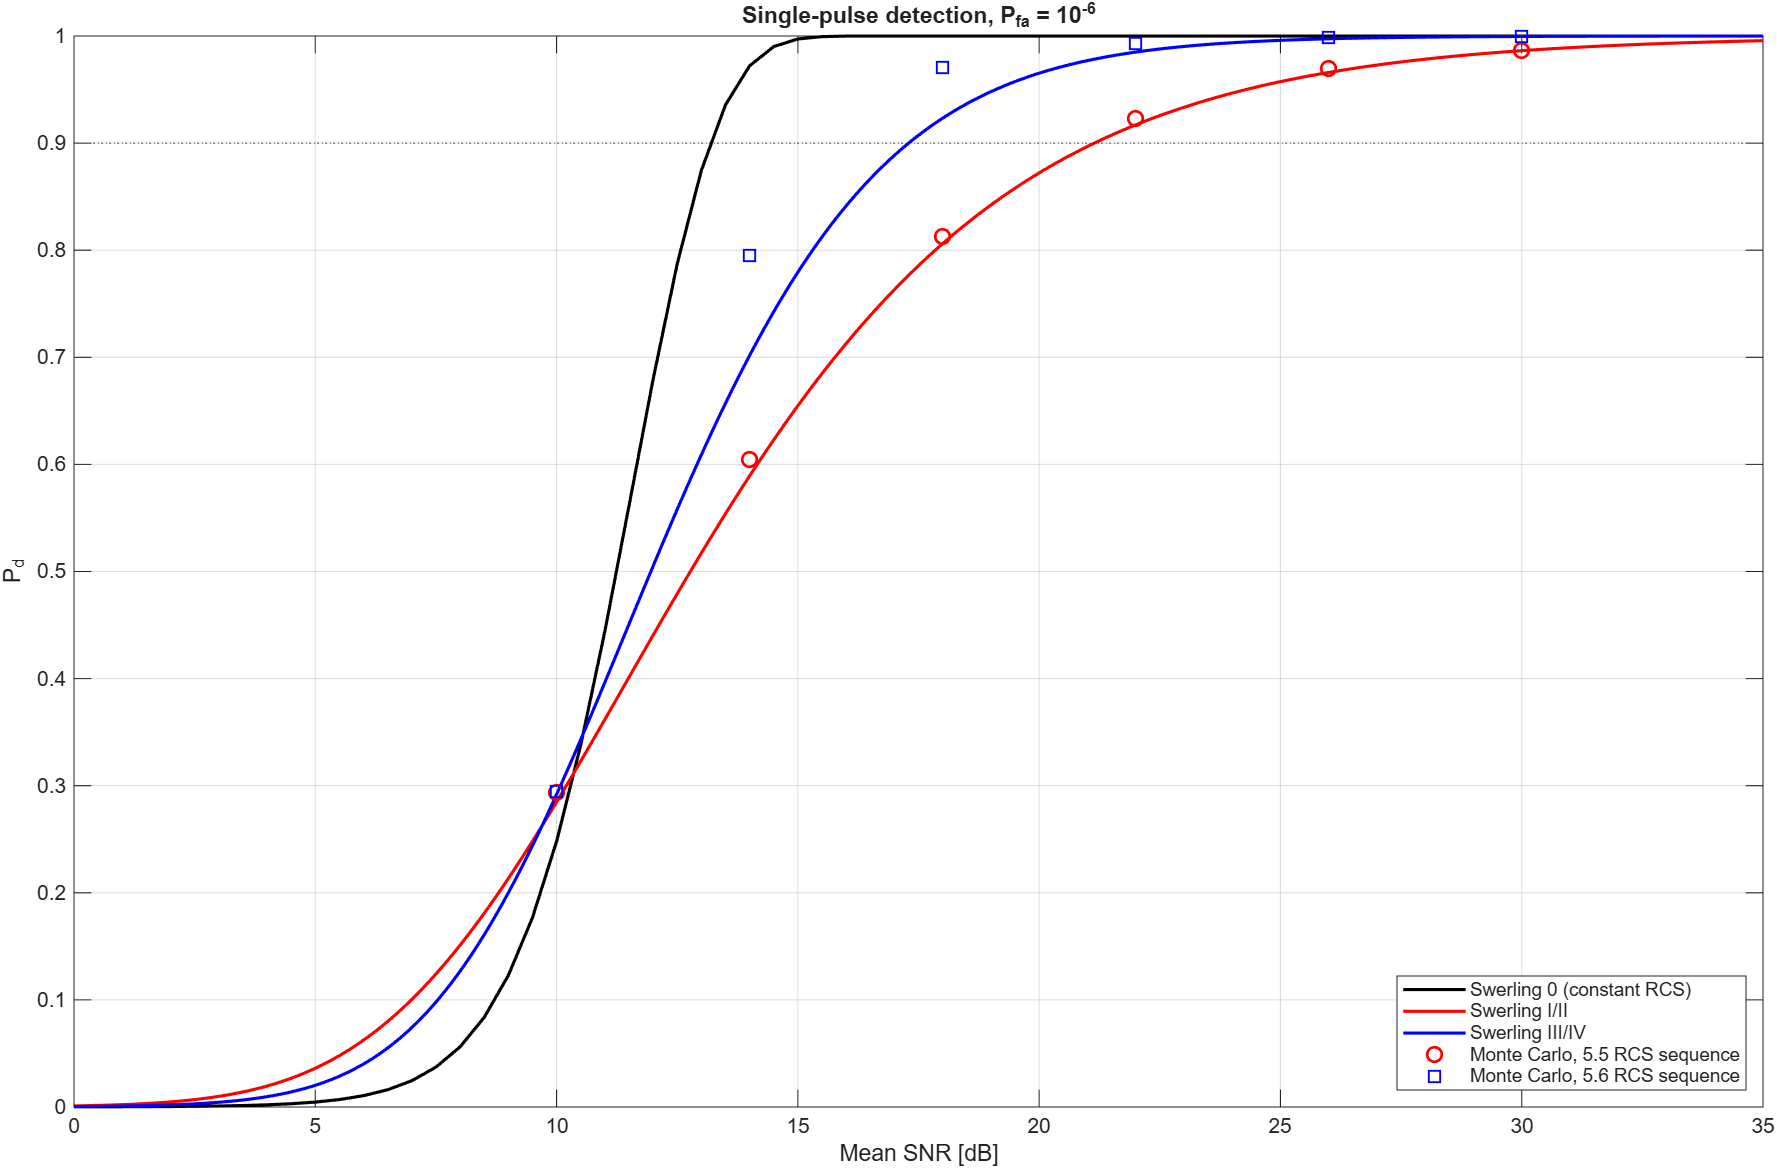 Single-pulse detection, P_fa = 10^-6
1
0.9
0.8
0.7
0.6
0.5
0.4
0.3
0.2
0.1
0
P_d
0 5 10 15 20 25 30 35
Mean SNR [dB]
Swerling 0 (constant RCS)
Swerling I/II
Swerling III/IV
Monte Carlo, 5.5 RCS sequence
Monte Carlo, 5.6 RCS sequence